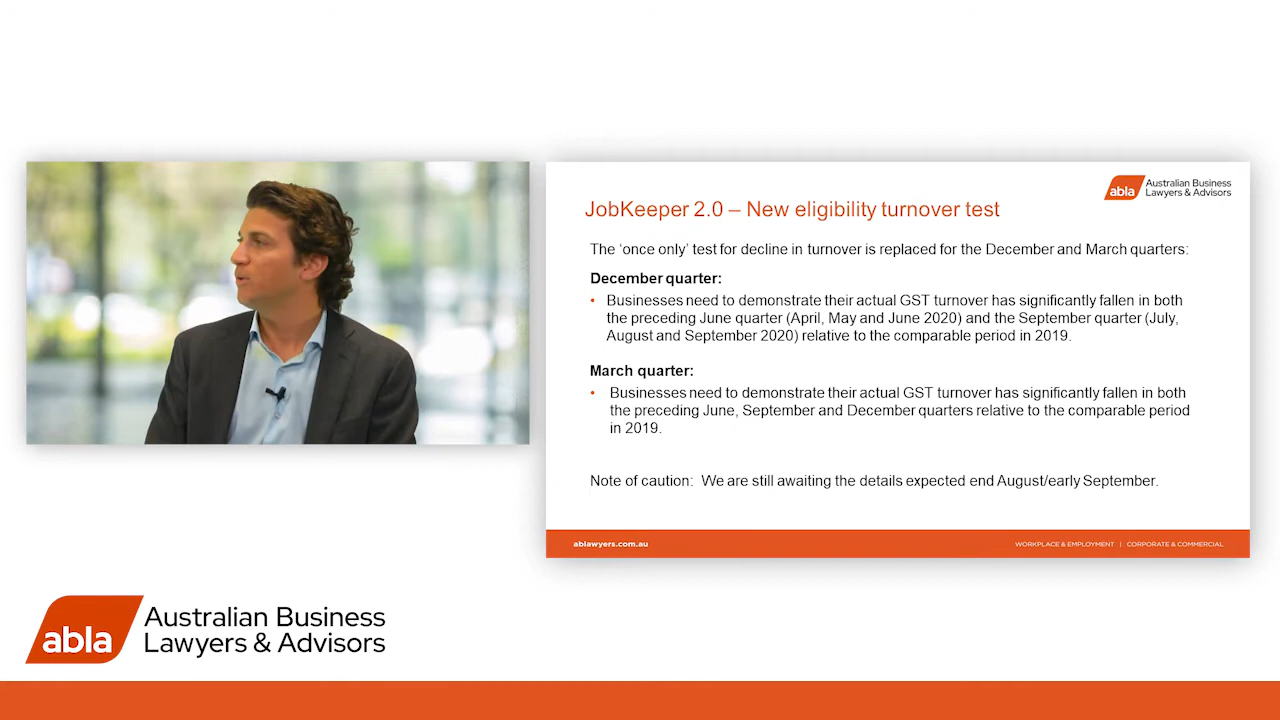 abla Australian Business
Lawyers & Advisors
JobKeeper 2.0 – New eligibility turnover test
The ‘once only’ test for decline in turnover is replaced for the December and March quarters:
December quarter:
• Businesses need to demonstrate their actual GST turnover has significantly fallen in both
the preceding June quarter (April, May and June 2020) and the September quarter (July,
August and September 2020) relative to the comparable period in 2019.
March quarter:
• Businesses need to demonstrate their actual GST turnover has significantly fallen in both
the preceding June, September and December quarters relative to the comparable period
in 2019.
Note of caution: We are still awaiting the details expected end August/early September.
ablawyers.com.au WORKPLACE & EMPLOYMENT | CORPORATE & COMMERCIAL
abla Australian Business
Lawyers & Advisors